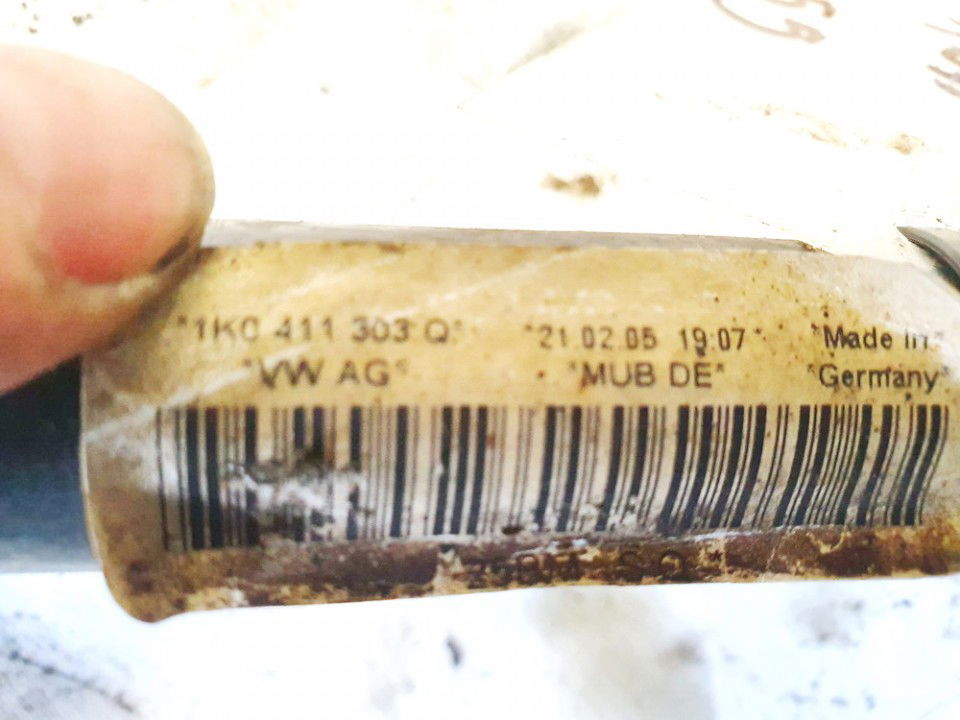 *1K0 411 303 Q* *21.02.05 19:07* *Made in*
*VW AG* *MUB DE* *Germany*